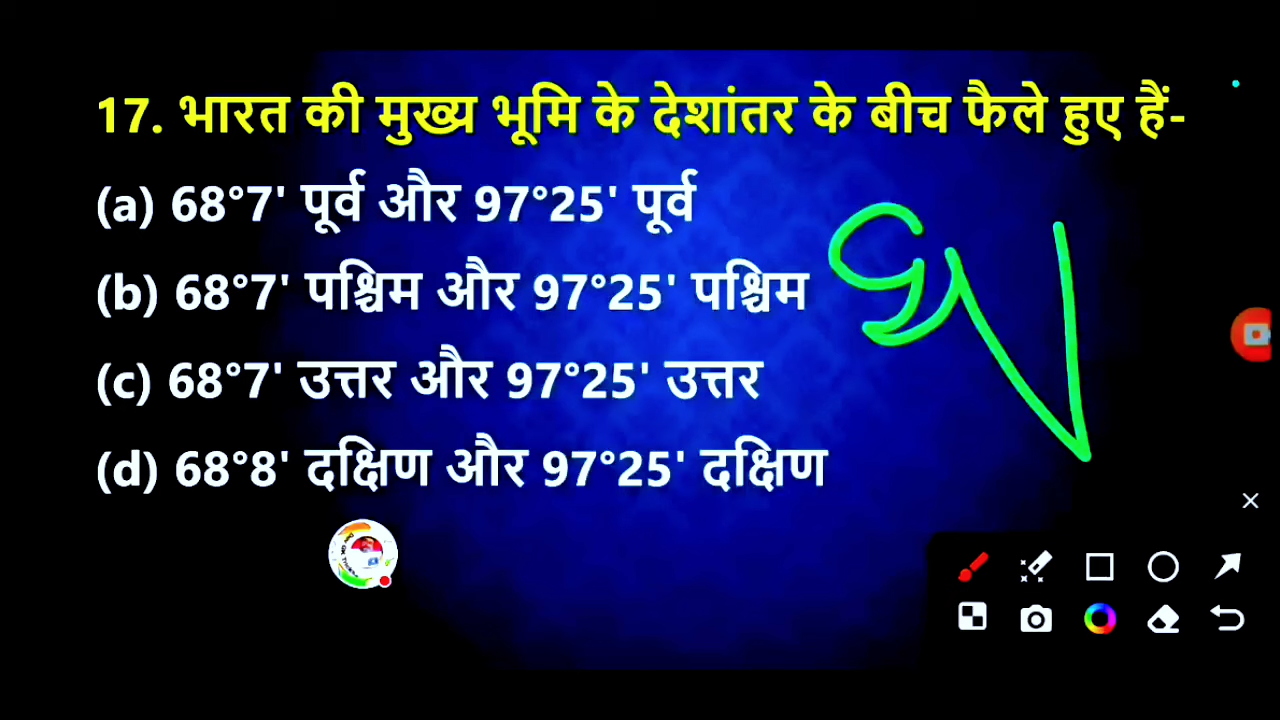 17. भारत की मुख्य भूमि के देशांतर के बीच फैले हुए हैं-
(a) 68°7' पूर्व और 97°25' पूर्व
(b) 68°7' पश्चिम और 97°25' पश्चिम
(c) 68°7' उत्तर और 97°25' उत्तर
(d) 68°8' दक्षिण और 97°25' दक्षिण